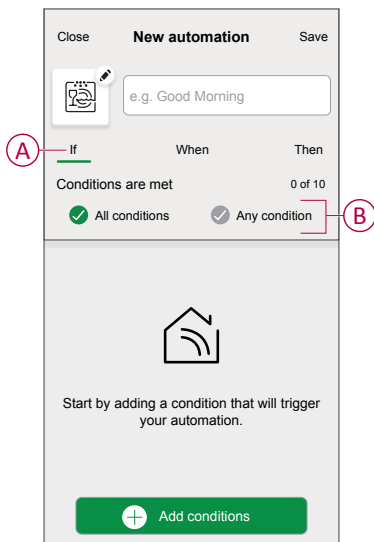 Close New automation Save
e.g. Good Morning
A If When Then
Conditions are met 0 of 10
All conditions Any condition B
Start by adding a condition that will trigger
your automation.
Add conditions